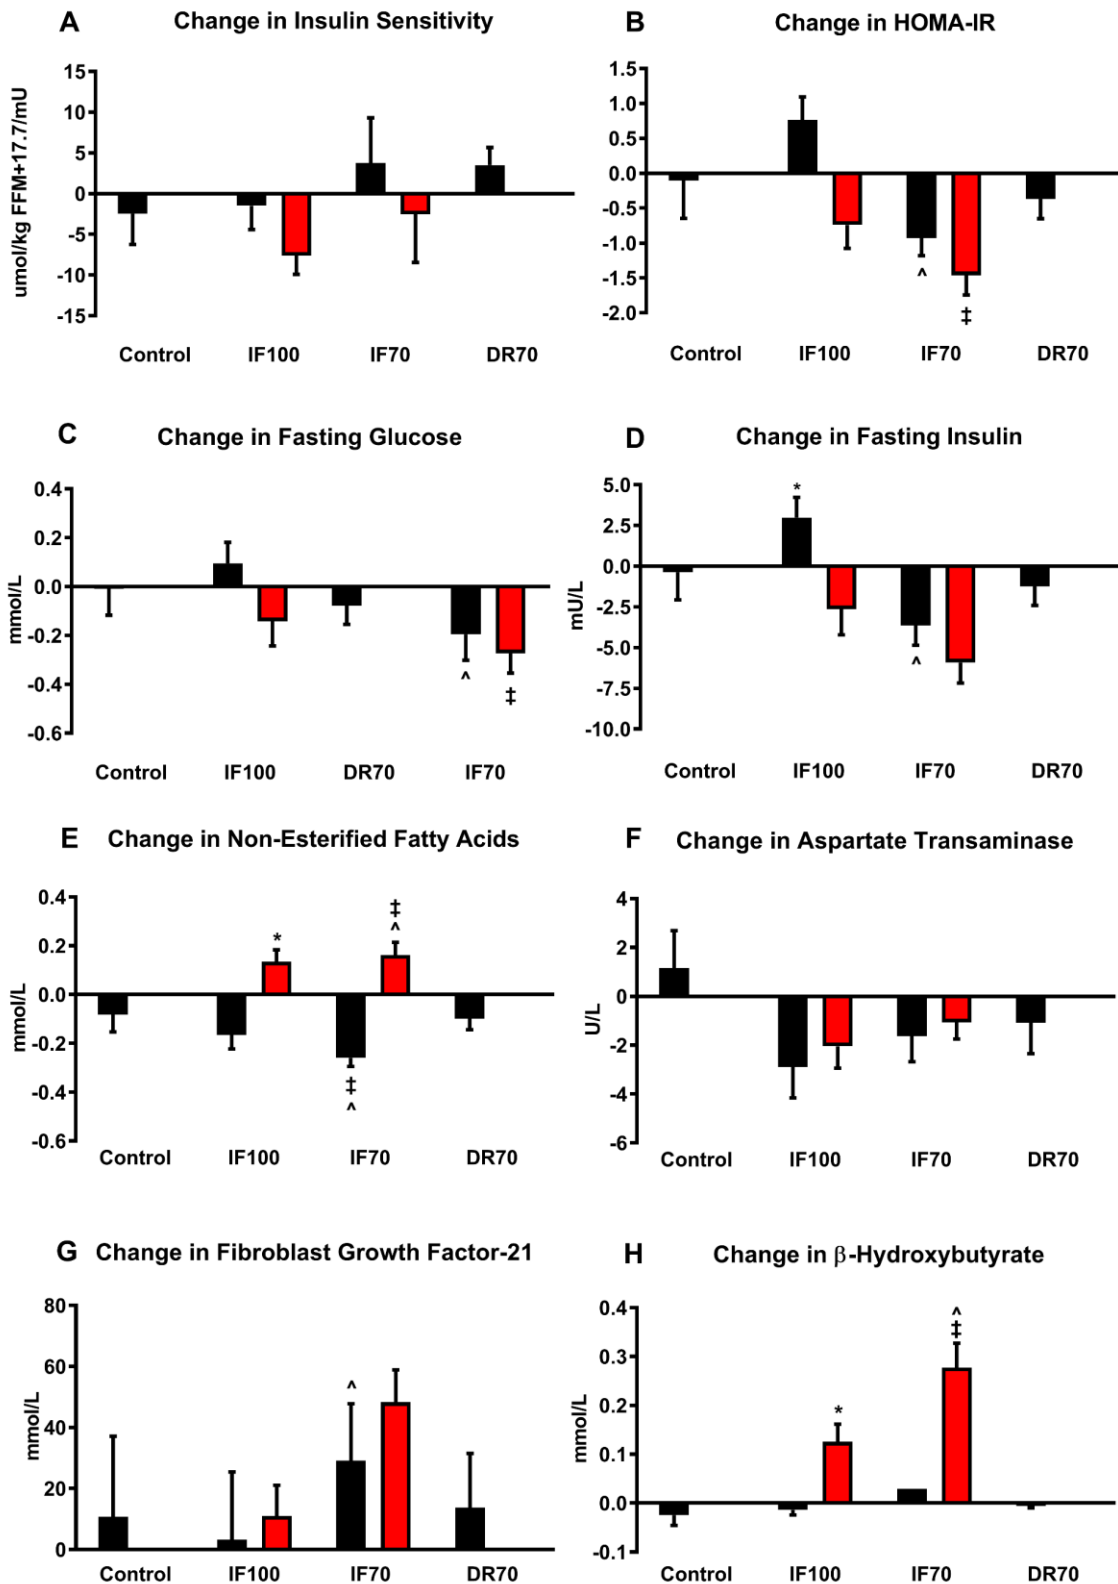 A Change in Insulin Sensitivity
umol/kg FFM+17.7/mU
15
10
5
0
-5
-10
-15
Control IF100 IF70 DR70
B Change in HOMA-IR
1.5
1.0
0.5
0.0
-0.5
-1.0
-1.5
-2.0
^
‡
Control IF100 IF70 DR70
C Change in Fasting Glucose
mmol/L
0.4
0.2
0.0
-0.2
-0.4
-0.6
^
‡
Control IF100 DR70 IF70
D Change in Fasting Insulin
mU/L
5.0
2.5
0.0
-2.5
-5.0
-7.5
-10.0
*
^
Control IF100 IF70 DR70
E Change in Non-Esterified Fatty Acids
mmol/L
0.4
0.2
0.0
-0.2
-0.4
-0.6
*
‡
^
‡
^
Control IF100 IF70 DR70
F Change in Aspartate Transaminase
U/L
4
2
0
-2
-4
-6
Control IF100 IF70 DR70
G Change in Fibroblast Growth Factor-21
mmol/L
80
60
40
20
0
^
Control IF100 IF70 DR70
H Change in β-Hydroxybutyrate
mmol/L
0.4
0.3
0.2
0.1
0.0
-0.1
*
^
‡
Control IF100 IF70 DR70